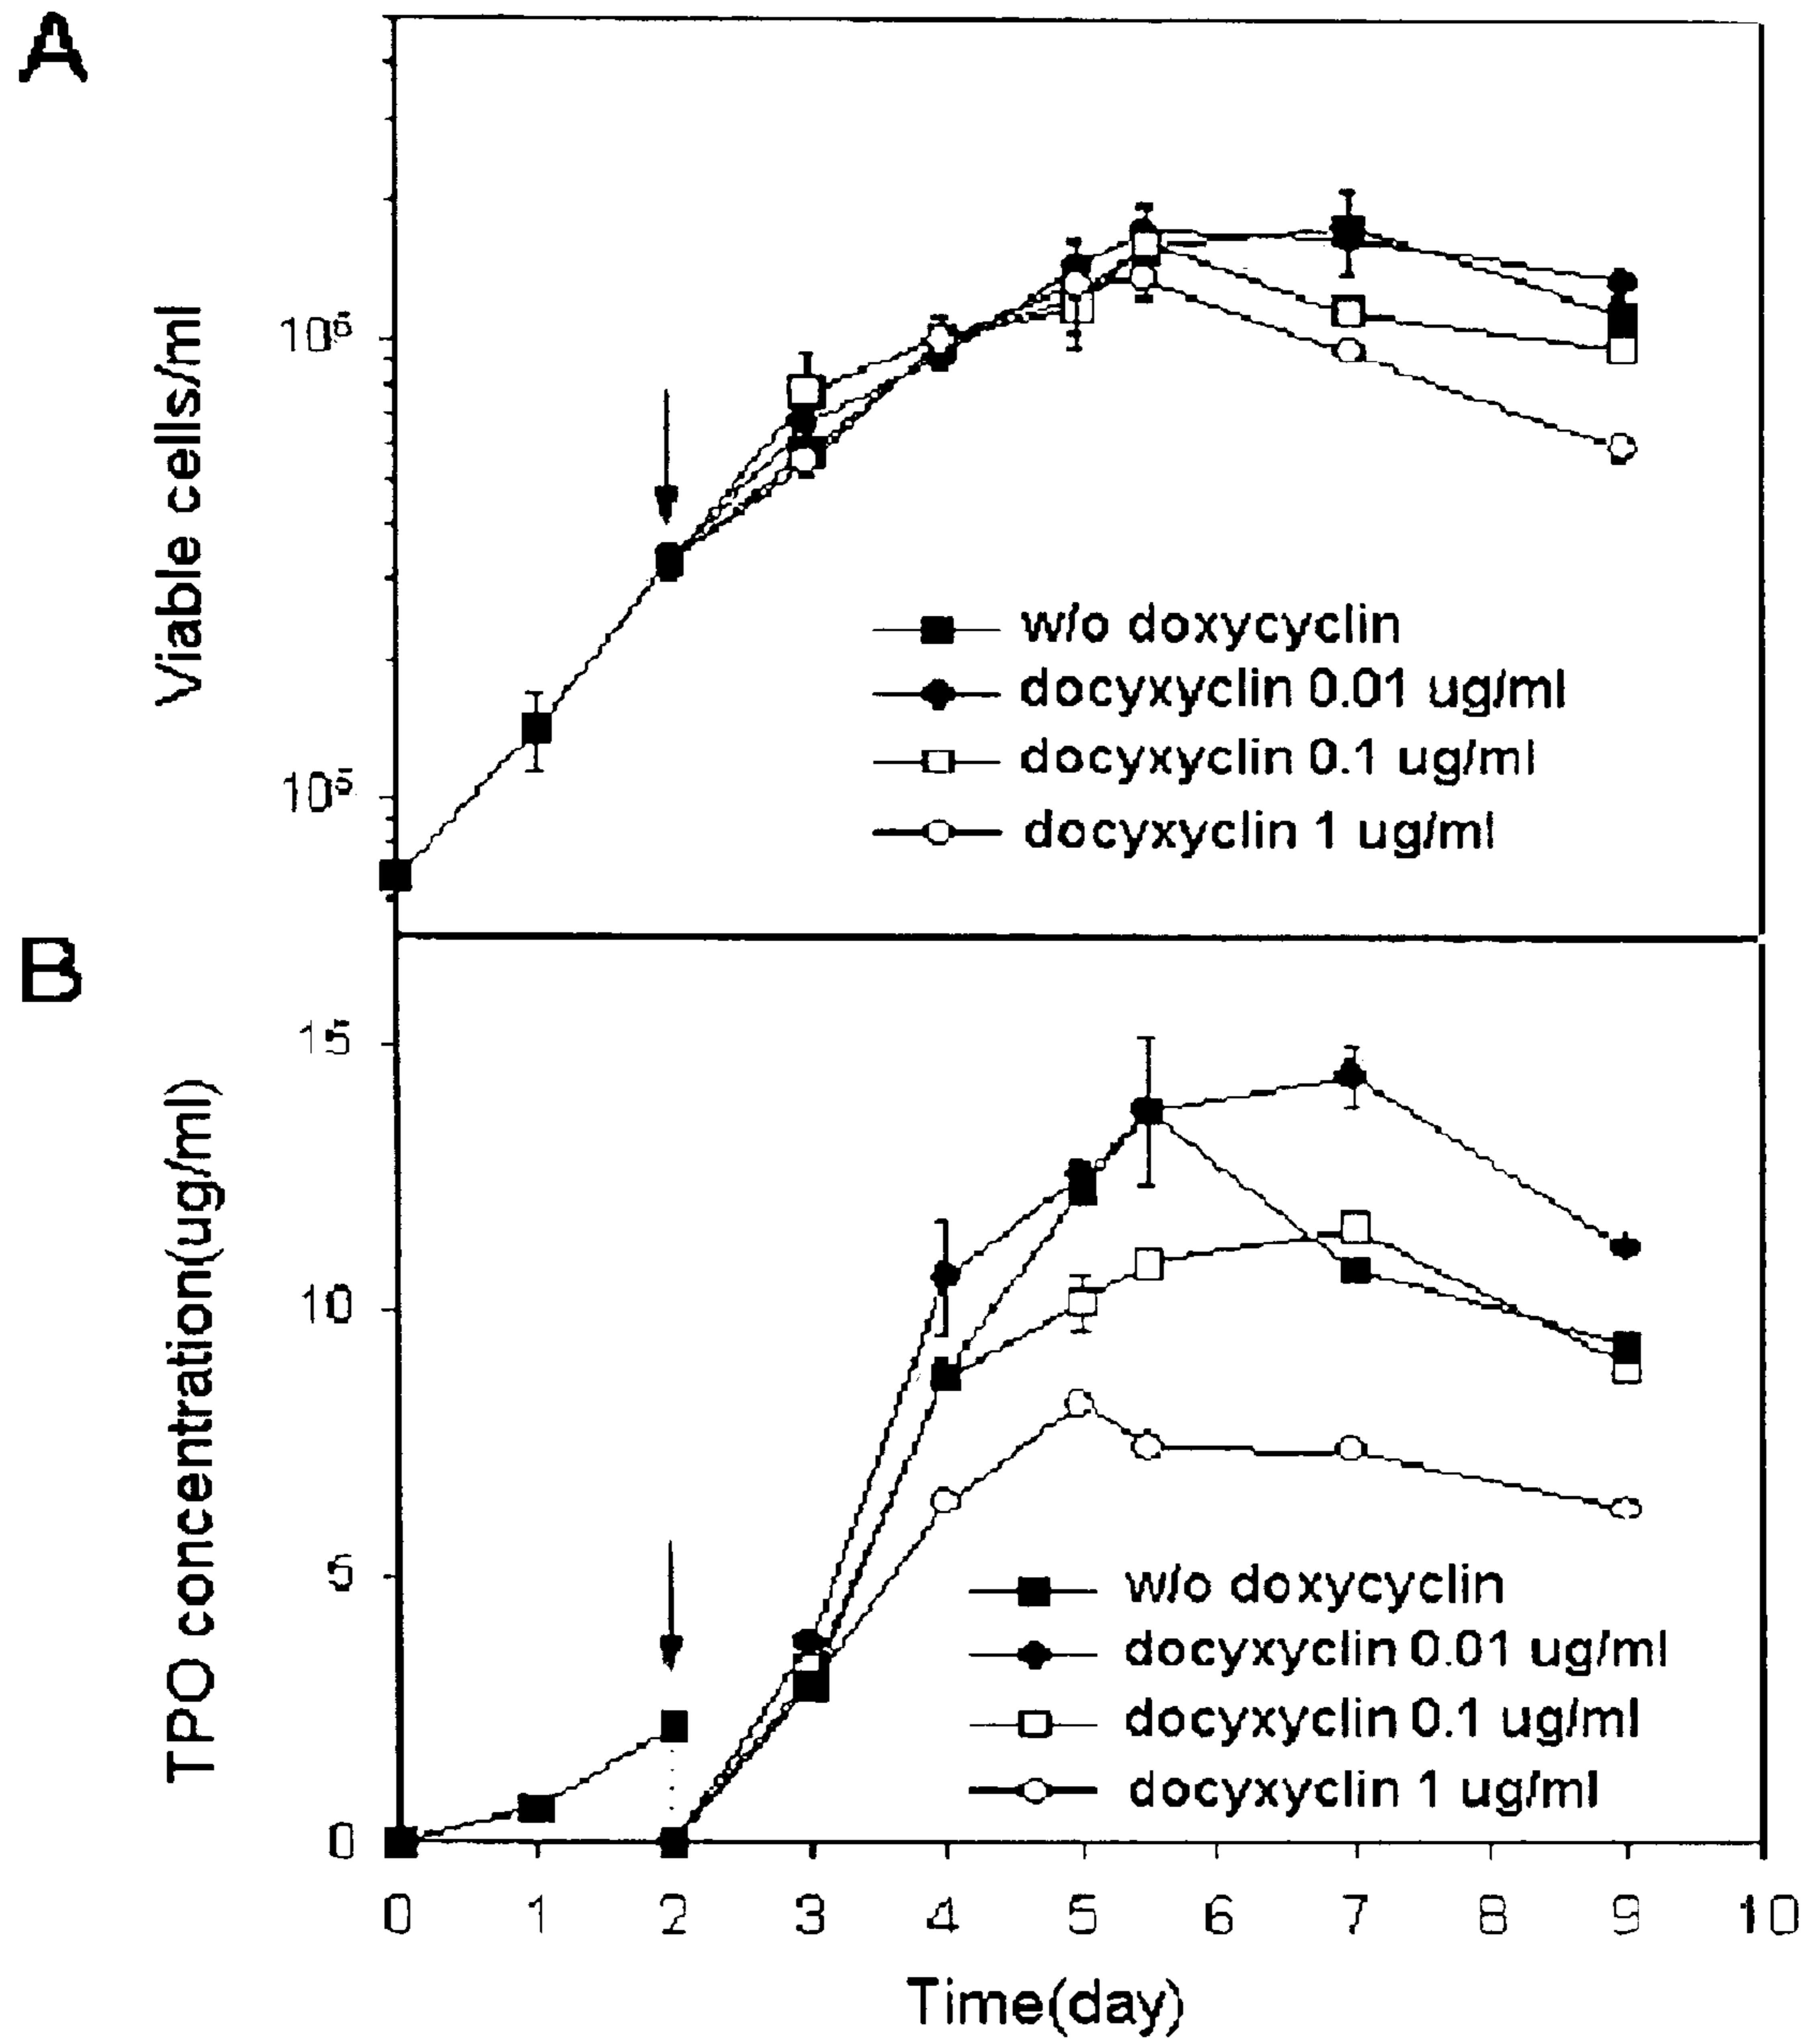 A
Viable cells/ml
10⁶
10⁵
w/o doxycyclin
docyxyclin 0.01 ug/ml
docyxyclin 0.1 ug/ml
docyxyclin 1 ug/ml
B
TPO concentration(ug/ml)
15
10
5
0
w/o doxycyclin
docyxyclin 0.01 ug/ml
docyxyclin 0.1 ug/ml
docyxyclin 1 ug/ml
0 1 2 3 4 5 6 7 8 9 10
Time(day)